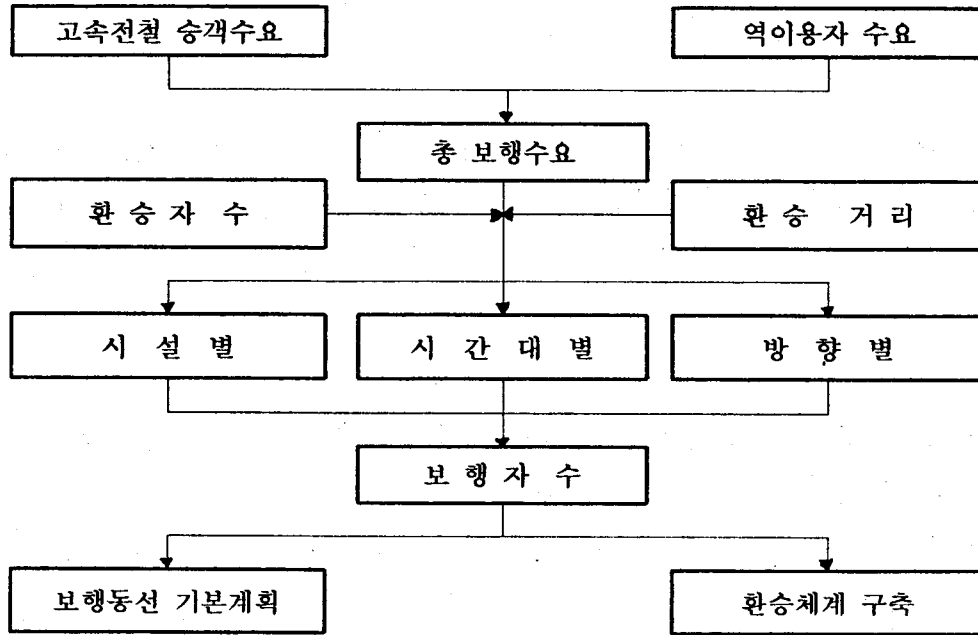 고속전철 승객수요
역이용자 수요
총 보행수요
환 승 자 수
환 승 거 리
시 설 별
시 간 대 별
방 향 별
보 행 자 수
보행동선 기본계획
환승체계 구축